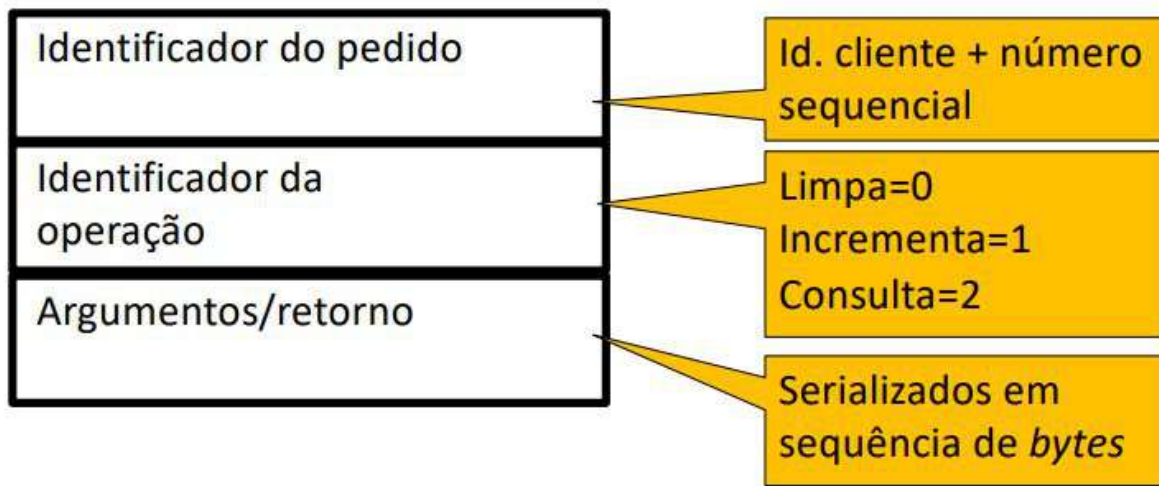 Identificador do pedido
Id. cliente + número
sequencial
Identificador da
operação
Limpa=0
Incrementa=1
Consulta=2
Argumentos/retorno
Serializados em
sequência de bytes